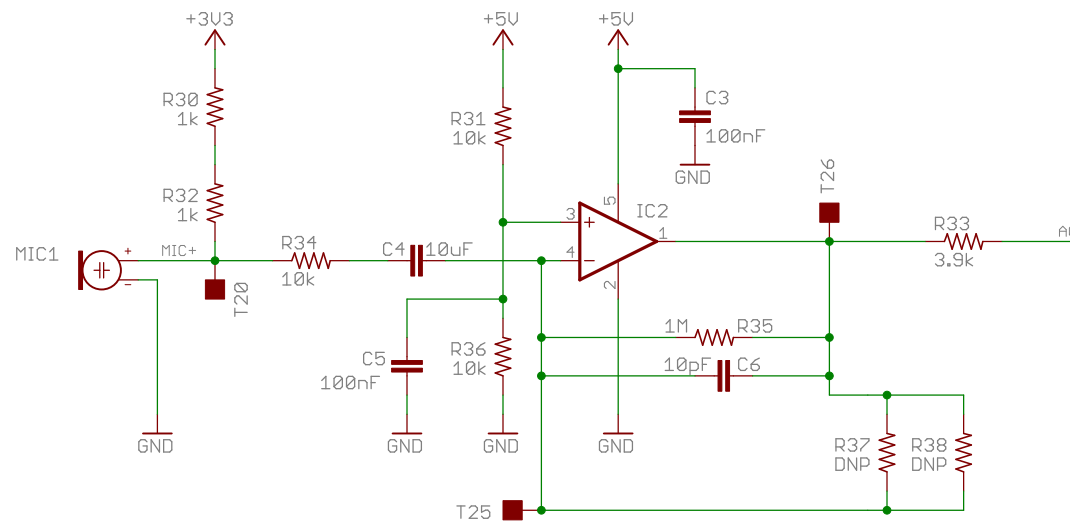 +3V3
+5V
+5V
R30
1k
R31
10k
C3
100nF
GND
R32
1k
T26
5
IC2
3
+
1
4
-
2
MIC1
+
-
MIC+
R34
10k
C4
10uF
R33
3.9k
T20
1M
R35
10pF
C6
C5
100nF
R36
10k
R37
DNP
R38
DNP
GND
GND
GND
GND
T25